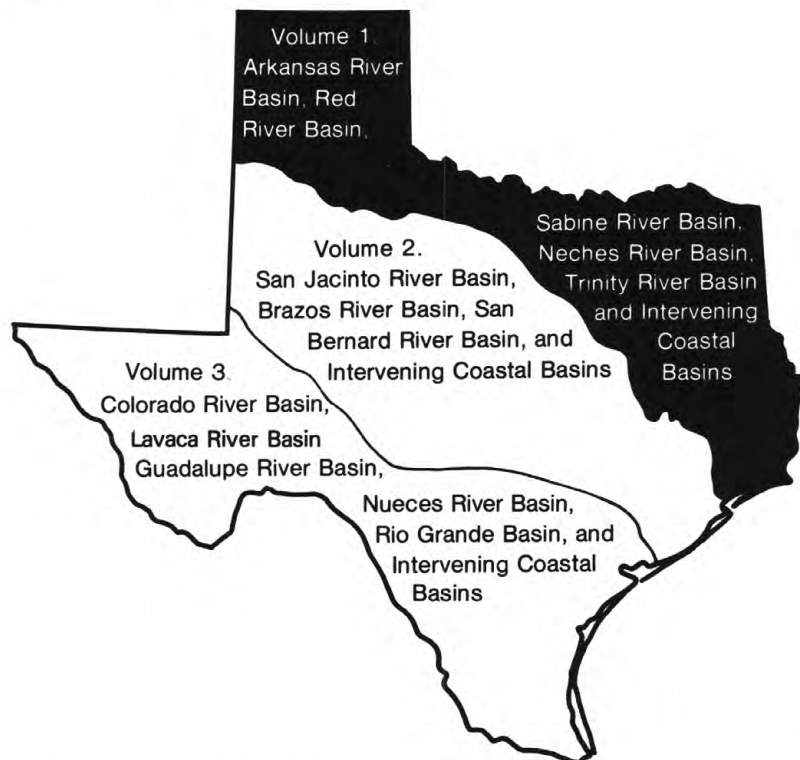 Volume 1.
Arkansas River
Basin, Red
River Basin,
Sabine River Basin,
Neches River Basin,
Trinity River Basin
and Intervening
Coastal
Basins
Volume 2.
San Jacinto River Basin,
Brazos River Basin, San
Bernard River Basin, and
Intervening Coastal Basins
Volume 3.
Colorado River Basin,
Lavaca River Basin
Guadalupe River Basin,
Nueces River Basin,
Rio Grande Basin, and
Intervening Coastal
Basins